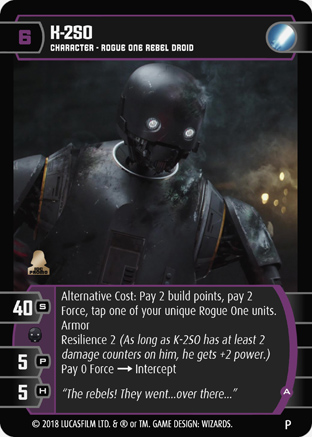 6
K-2SO
CHARACTER - ROGUE ONE REBEL DROID
40 S
5 P
5 H
Alternative Cost: Pay 2 build points, pay 2
Force, tap one of your unique Rogue One units.
Armor
Resilience 2 (As long as K-2SO has at least 2
damage counters on him, he gets +2 power.)
Pay 0 Force → Intercept
"The rebels! They went...over there..."
A
© 2018 LUCASFILM LTD. & ® or TM. GAME DESIGN: WIZARDS.
P